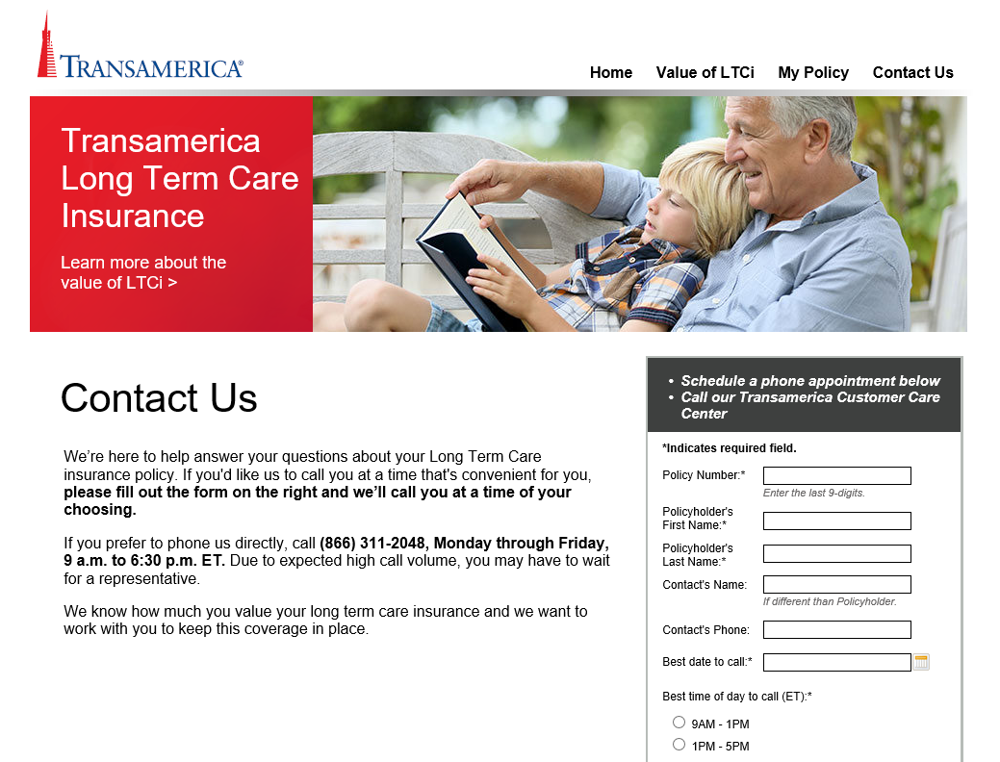 TRANSAMERICA®
Home Value of LTCi My Policy Contact Us
Transamerica
Long Term Care
Insurance
Learn more about the
value of LTCi >
Contact Us
We’re here to help answer your questions about your Long Term Care
insurance policy. If you'd like us to call you at a time that's convenient for you,
please fill out the form on the right and we’ll call you at a time of your
choosing.
If you prefer to phone us directly, call (866) 311-2048, Monday through Friday,
9 a.m. to 6:30 p.m. ET. Due to expected high call volume, you may have to wait
for a representative.
We know how much you value your long term care insurance and we want to
work with you to keep this coverage in place.
• Schedule a phone appointment below
• Call our Transamerica Customer Care
Center
*Indicates required field.
Policy Number:*
Enter the last 9-digits.
Policyholder's
First Name:*
Policyholder's
Last Name:*
Contact's Name:
If different than Policyholder.
Contact's Phone:
Best date to call:*
Best time of day to call (ET):*
9AM - 1PM
1PM - 5PM